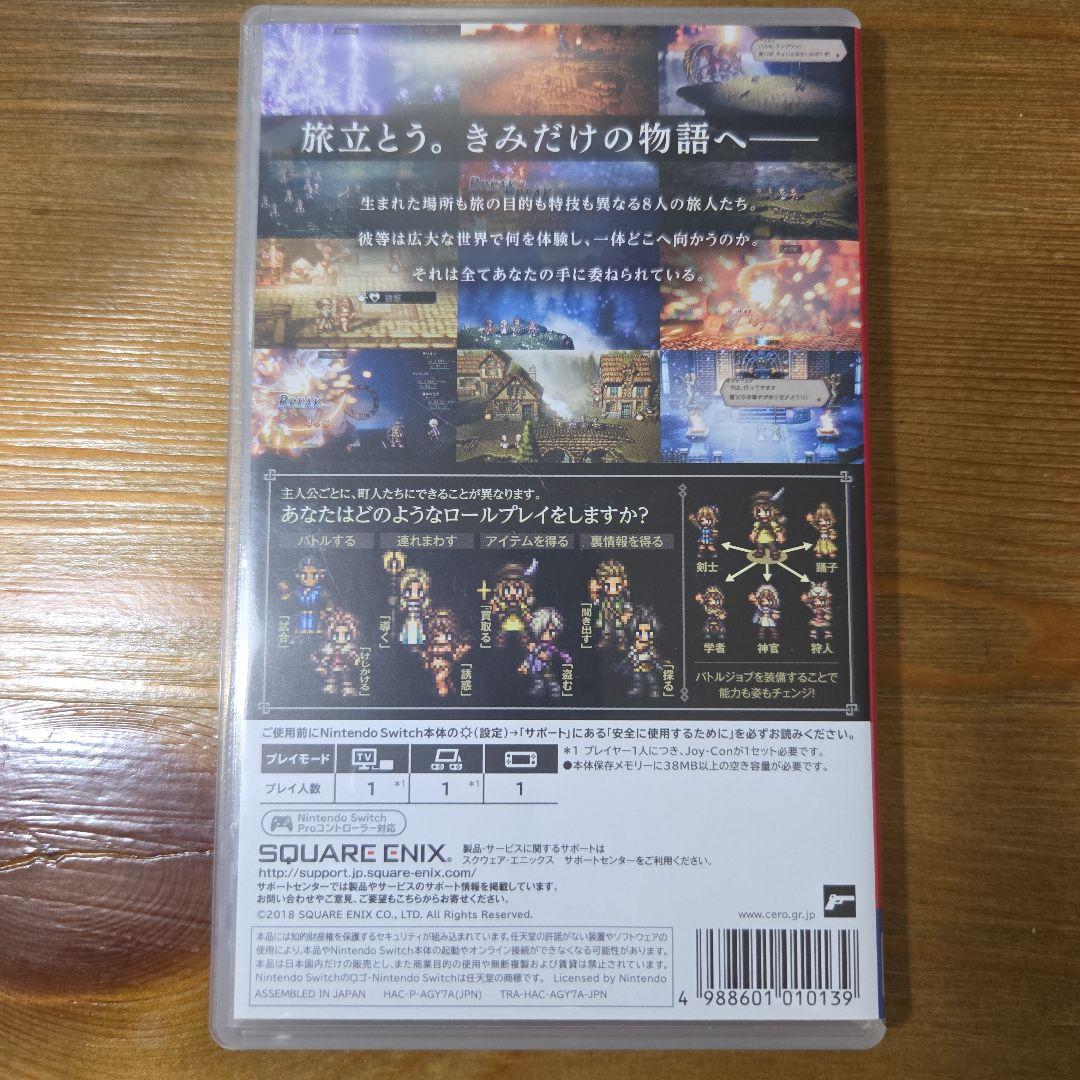 旅立とう。きみだけの物語へ――
生まれた場所も旅の目的も特技も異なる8人の旅人たち。
彼等は広大な世界で何を体験し、一体どこへ向かうのか。
それは全てあなたの手に委ねられている。
BREAK
BREAK
誘惑
BREAK
主人公ごとに、町人たちにできることが異なります。
あなたはどのようなロールプレイをしますか?
バトルする
連れまわす
アイテムを得る
裏情報を得る
「試合」
「けしかける」
「導く」
「誘惑」
「買取る」
「盗む」
「聞き出す」
「探る」
剣士
踊子
学者
神官
狩人
バトルジョブを装備することで
能力も姿もチェンジ!
ご使用前にNintendo Switch本体の(設定)→「サポート」にある「安全に使用するために」を必ずお読みください。
プレイモード
TV
プレイ人数
1 *1
1 *1
1
*1 プレイヤー1人につき、Joy-Conが1セット必要です。
●本体保存メモリーに38MB以上の空き容量が必要です。
Nintendo Switch
Proコントローラー対応
SQUARE ENIX®
製品・サービスに関するサポートは
スクウェア・エニックス サポートセンターをご利用ください。
http://support.jp.square-enix.com/
サポートセンターでは製品やサービスのサポート情報を掲載しています。
お問い合わせやご意見、ご要望もこちらからお寄せください。
©2018 SQUARE ENIX CO., LTD. All Rights Reserved.
www.cero.gr.jp
本品には知的財産権を保護するセキュリティが組み込まれています。任天堂の許諾がない装置やソフトウェアの
使用により、本品やNintendo Switch本体の起動やオンライン接続ができなくなる可能性があります。
本品は日本国内だけの販売とし、また商業目的の使用や無断複製および賃貸は禁止されています。
Nintendo Switchのロゴ・Nintendo Switchは任天堂の商標です。 Licensed by Nintendo
ASSEMBLED IN JAPAN HAC-P-AGY7A(JPN) TRA-HAC-AGY7A-JPN
4 988601 010139